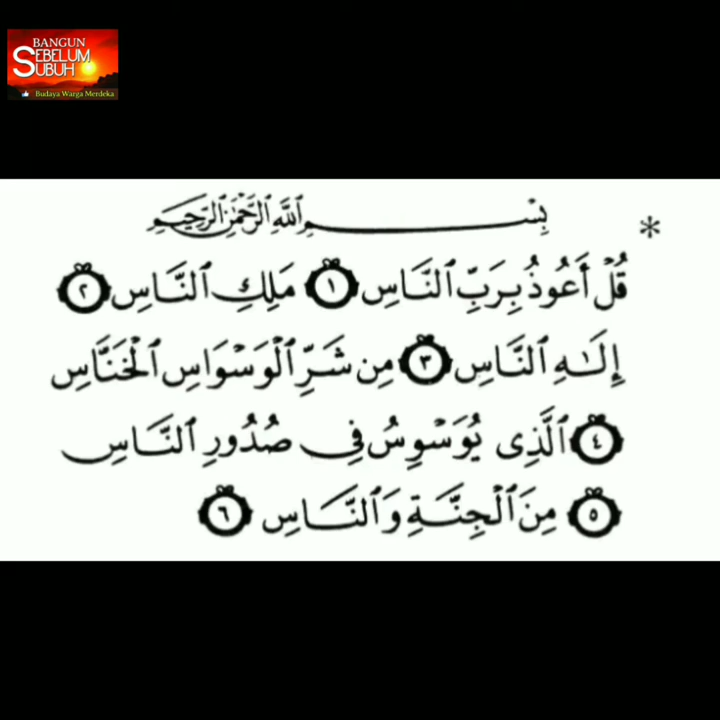 BANGUN
SEBELUM
SUBUH
Budaya Warga Merdeka
* بِسْمِ ٱللَّهِ ٱلرَّحْمَٰنِ ٱلرَّحِيمِ
قُلْ أَعُوذُ بِرَبِّ ٱلنَّاسِ ١ مَلِكِ ٱلنَّاسِ ٢
إِلَٰهِ ٱلنَّاسِ ٣ مِن شَرِّ ٱلْوَسْوَاسِ ٱلْخَنَّاسِ
٤ ٱلَّذِى يُوَسْوِسُ فِى صُدُورِ ٱلنَّاسِ
٥ مِنَ ٱلْجِنَّةِ وَٱلنَّاسِ ٦